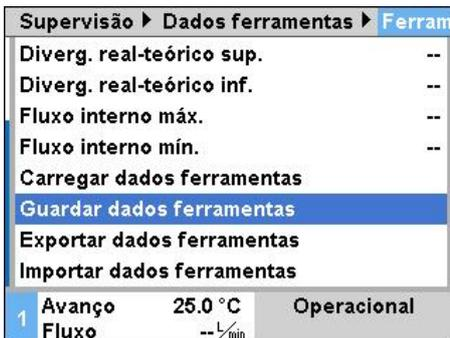 Supervisão ▶ Dados ferramentas ▶ Ferram
Diverg. real-teórico sup. --
Diverg. real-teórico inf. --
Fluxo interno máx. --
Fluxo interno mín. --
Carregar dados ferramentas
Guardar dados ferramentas
Exportar dados ferramentas
Importar dados ferramentas
1 Avanço 25.0 °C Operacional
Fluxo -- L/min